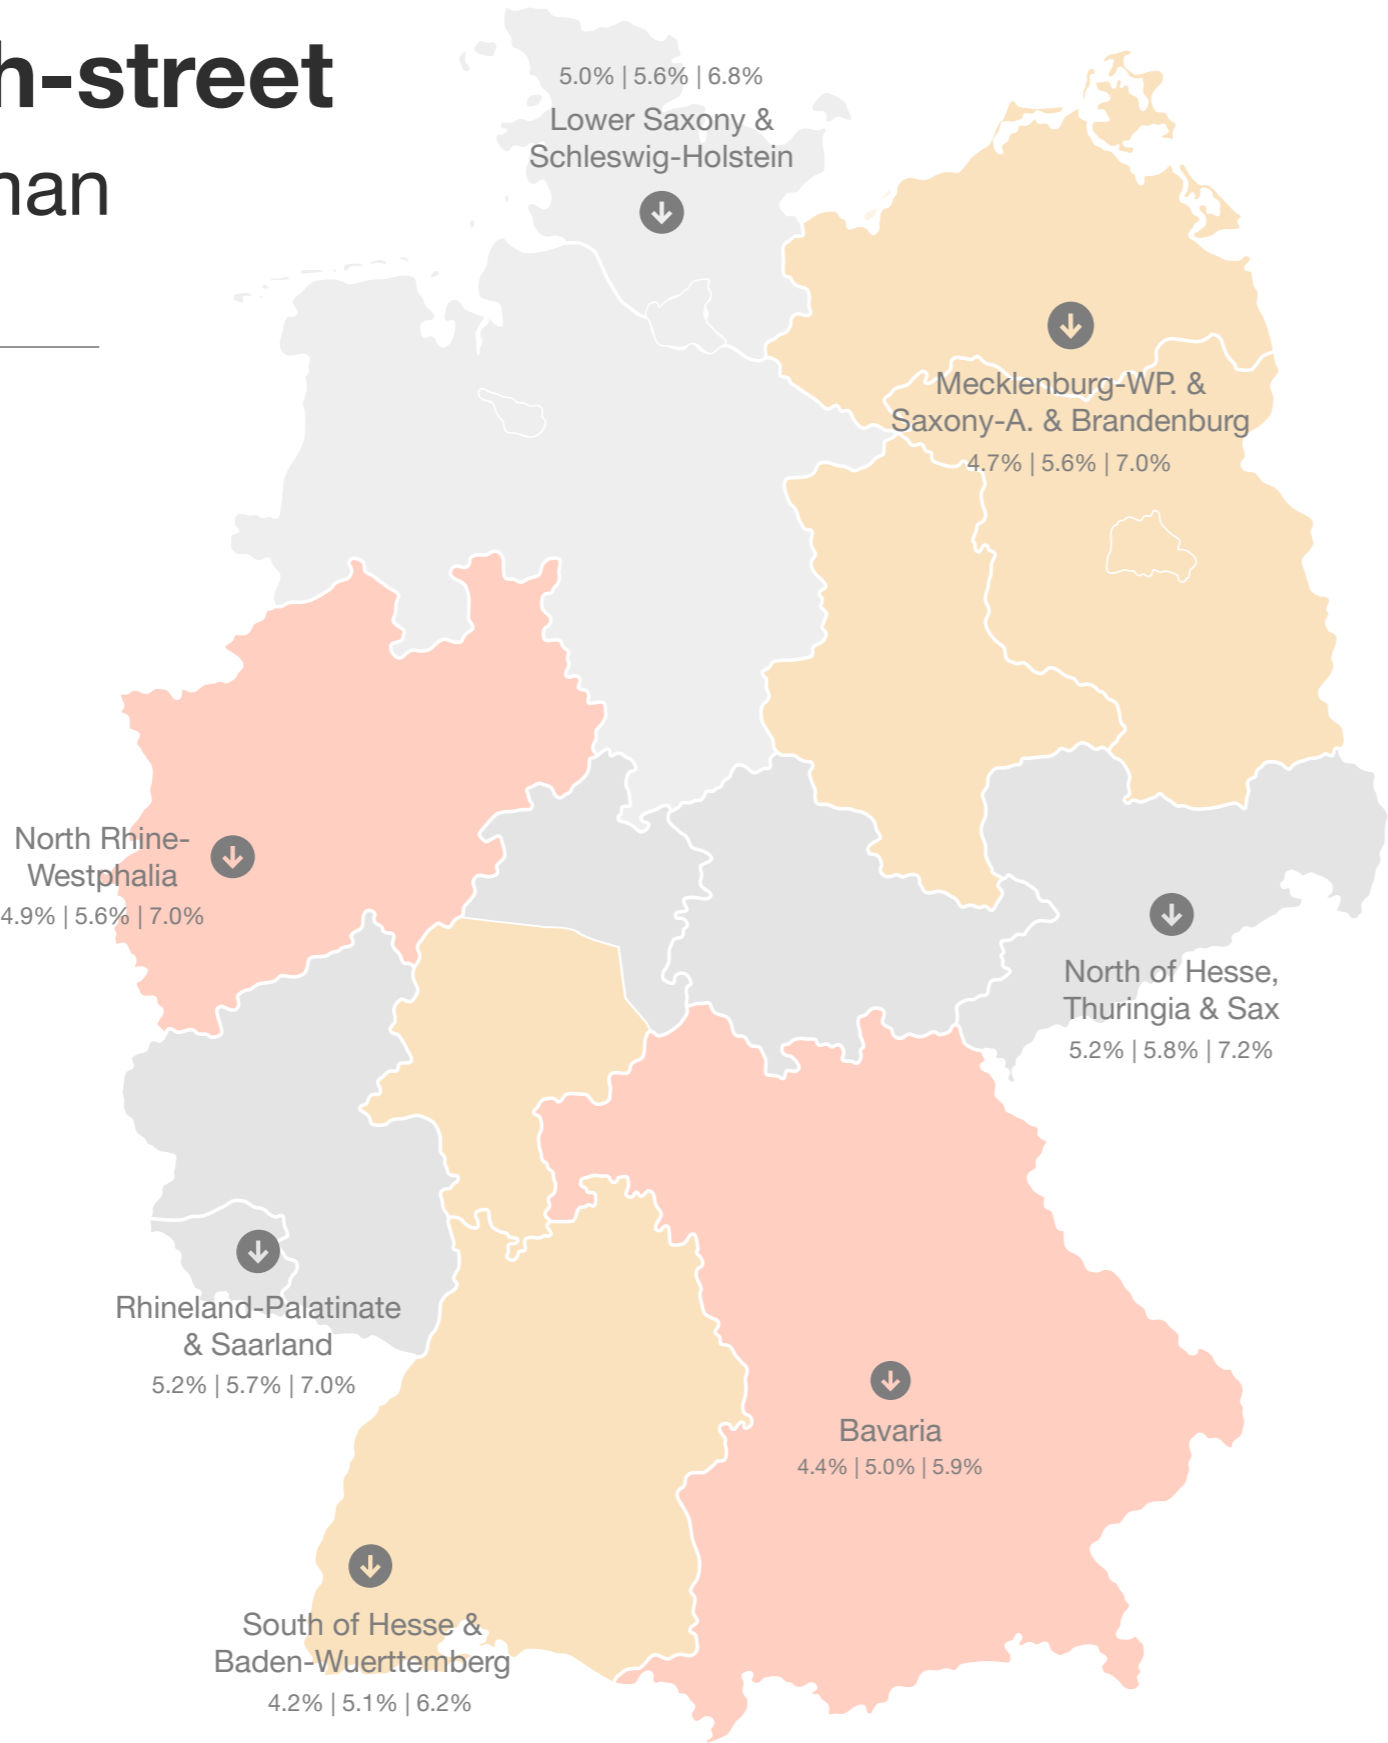 h-street
nan
5.0% | 5.6% | 6.8%
Lower Saxony &
Schleswig-Holstein
Mecklenburg-WP. &
Saxony-A. & Brandenburg
4.7% | 5.6% | 7.0%
North Rhine-
Westphalia
4.9% | 5.6% | 7.0%
North of Hesse,
Thuringia & Sax
5.2% | 5.8% | 7.2%
Rhineland-Palatinate
& Saarland
5.2% | 5.7% | 7.0%
Bavaria
4.4% | 5.0% | 5.9%
South of Hesse &
Baden-Wuerttemberg
4.2% | 5.1% | 6.2%